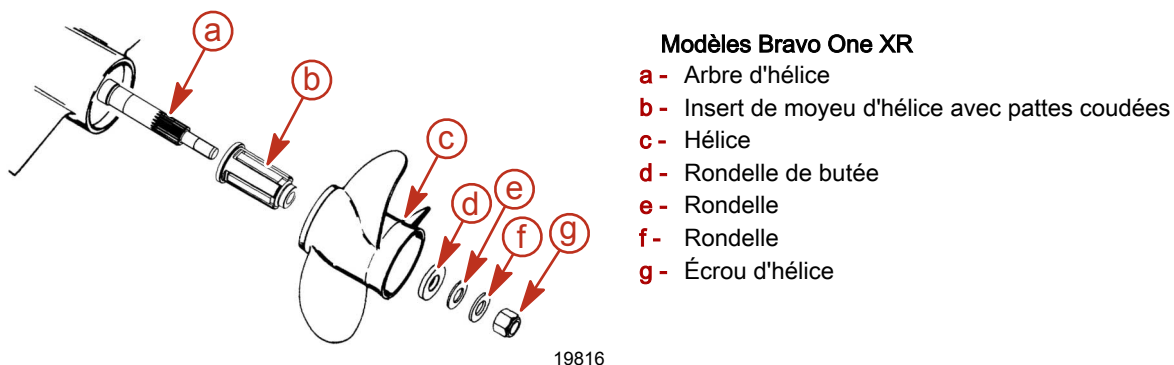 a
b
c
d
e
f
g
19816
Modèles Bravo One XR
a - Arbre d'hélice
b - Insert de moyeu d'hélice avec pattes coudées
c - Hélice
d - Rondelle de butée
e - Rondelle
f - Rondelle
g - Écrou d'hélice